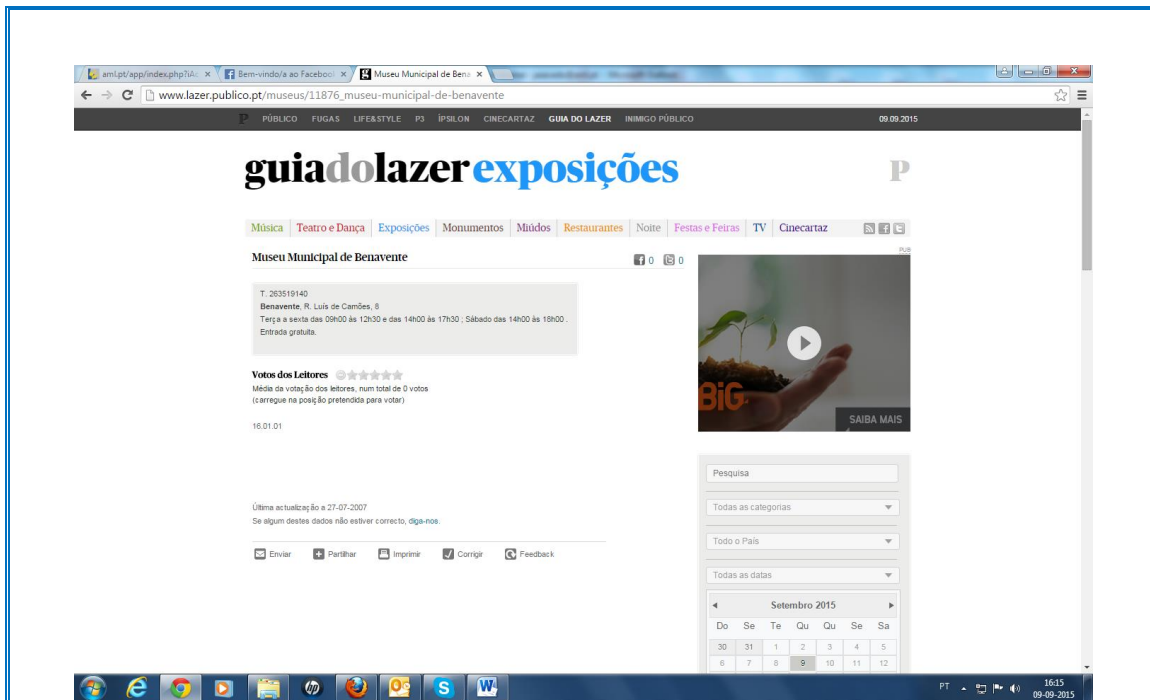 aml.pt/app/index.php?iAc
Bem-vindo/a ao Facebool
Museu Municipal de Bena
www.lazer.publico.pt/museus/11876_museu-municipal-de-benavente
P PÚBLICO FUGAS LIFE&STYLE P3 ÍPSILON CINECARTAZ GUIA DO LAZER INIMIGO PÚBLICO 09.09.2015
guiadolazerexposições P
Música Teatro e Dança Exposições Monumentos Miúdos Restaurantes Noite Festas e Feiras TV Cinecartaz
PUB
Museu Municipal de Benavente 0 0
T. 263519140
Benavente, R. Luís de Camões, 8
Terça a sexta das 09h00 às 12h30 e das 14h00 às 17h30 ; Sábado das 14h00 às 18h00 .
Entrada gratuita.
BiG
SAIBA MAIS
Votos dos Leitores
Média da votação dos leitores, num total de 0 votos
(carregue na posição pretendida para votar)
16.01.01
Última actualização a 27-07-2007
Se algum destes dados não estiver correcto, diga-nos.
Enviar Partilhar Imprimir Corrigir Feedback
Pesquisa
Todas as categorias
Todo o País
Todas as datas
Setembro 2015
Do Se Te Qu Qu Se Sa
30 31 1 2 3 4 5
6 7 8 9 10 11 12
PT 16:15
09-09-2015